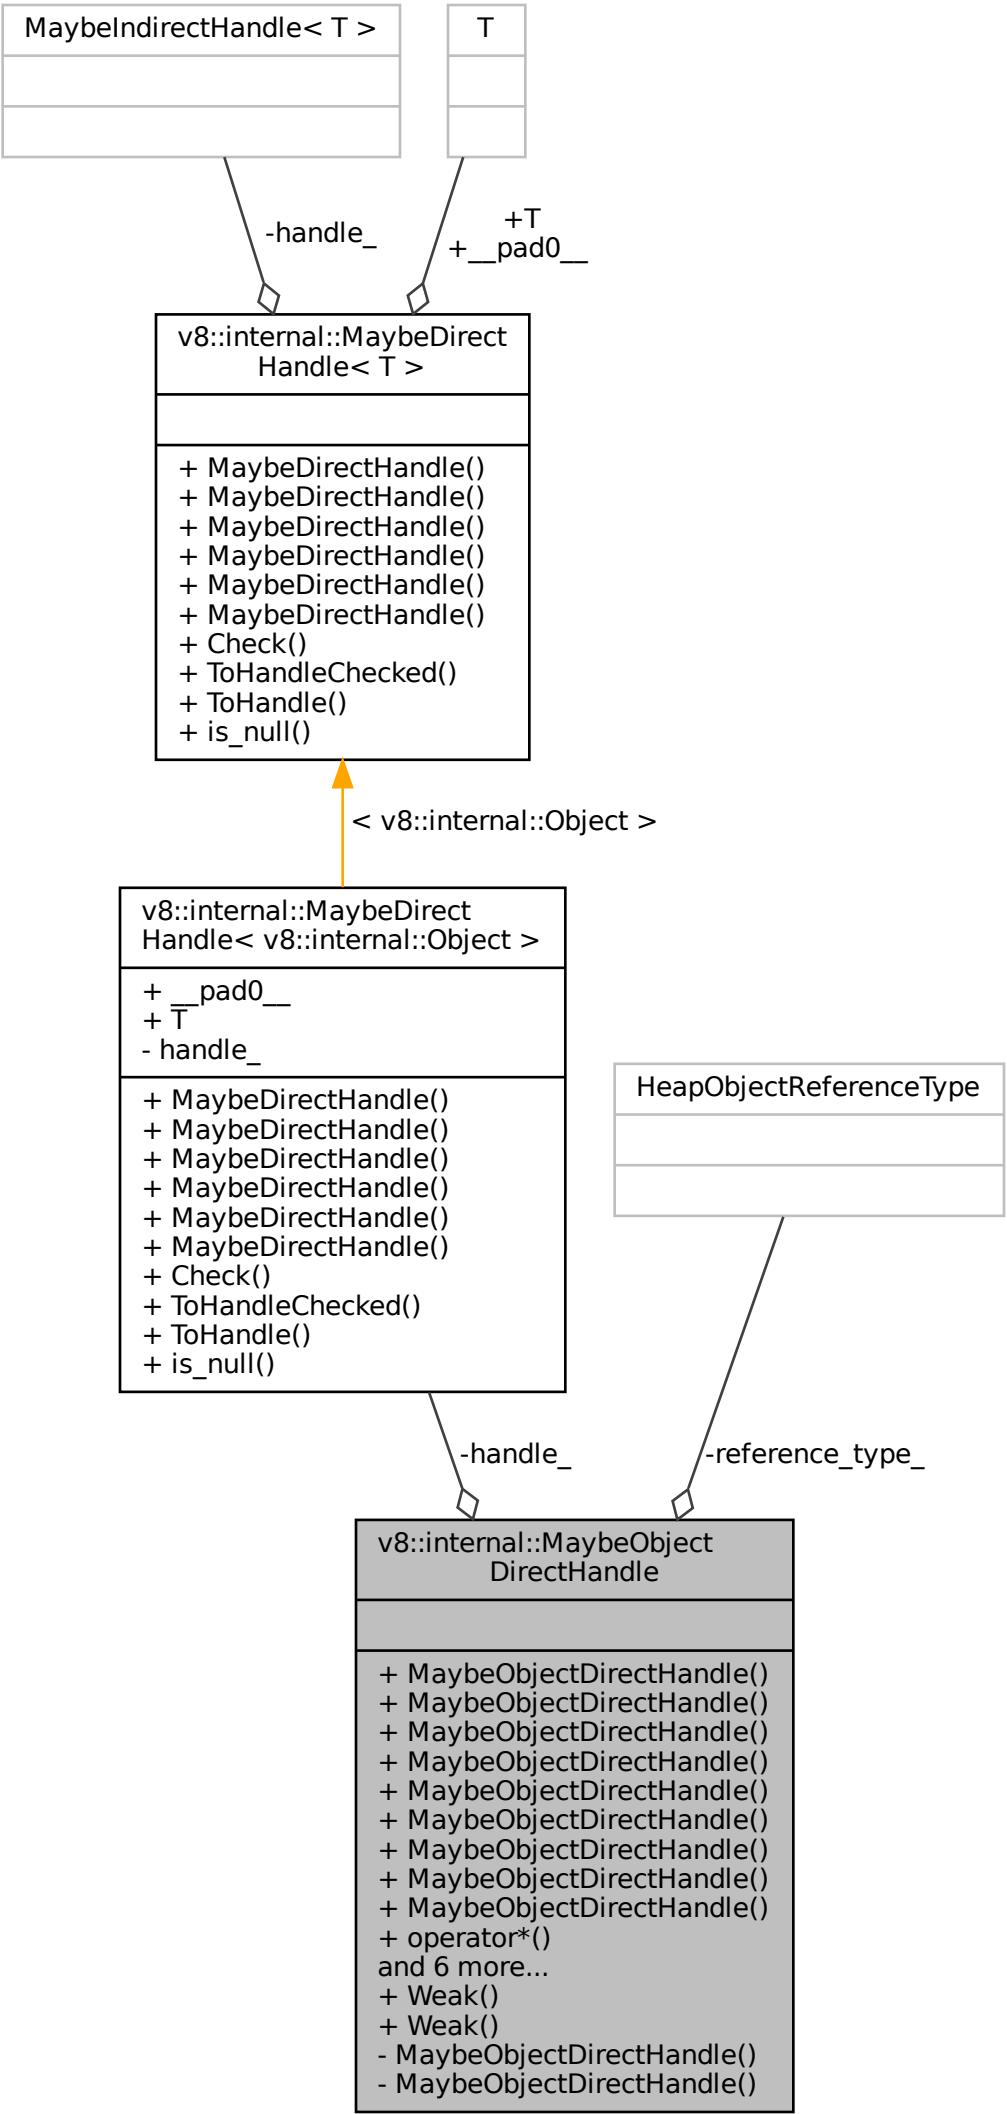 MaybeIndirectHandle< T >
T
-handle_
+T
+__pad0__
v8::internal::MaybeDirect
Handle< T >
+ MaybeDirectHandle()
+ MaybeDirectHandle()
+ MaybeDirectHandle()
+ MaybeDirectHandle()
+ MaybeDirectHandle()
+ MaybeDirectHandle()
+ Check()
+ ToHandleChecked()
+ ToHandle()
+ is_null()
< v8::internal::Object >
v8::internal::MaybeDirect
Handle< v8::internal::Object >
+ __pad0__
+ T
- handle_
+ MaybeDirectHandle()
+ MaybeDirectHandle()
+ MaybeDirectHandle()
+ MaybeDirectHandle()
+ MaybeDirectHandle()
+ MaybeDirectHandle()
+ Check()
+ ToHandleChecked()
+ ToHandle()
+ is_null()
HeapObjectReferenceType
-handle_
-reference_type_
v8::internal::MaybeObject
DirectHandle
+ MaybeObjectDirectHandle()
+ MaybeObjectDirectHandle()
+ MaybeObjectDirectHandle()
+ MaybeObjectDirectHandle()
+ MaybeObjectDirectHandle()
+ MaybeObjectDirectHandle()
+ MaybeObjectDirectHandle()
+ MaybeObjectDirectHandle()
+ MaybeObjectDirectHandle()
+ operator*()
and 6 more...
+ Weak()
+ Weak()
- MaybeObjectDirectHandle()
- MaybeObjectDirectHandle()